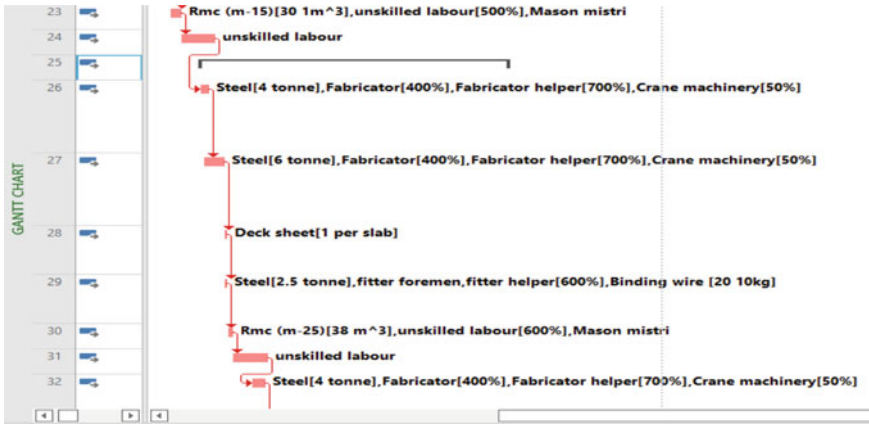 GANTT CHART
23 Rmc (m-15)[30 1m^3],unskilled labour[500%],Mason mistri
24 unskilled labour
25
26 Steel[4 tonne],Fabricator[400%],Fabricator helper[700%],Crane machinery[50%]
27 Steel[6 tonne],Fabricator[400%],Fabricator helper[700%],Crane machinery[50%]
28 Deck sheet[1 per slab]
29 Steel[2.5 tonne],fitter foremen,fitter helper[600%],Binding wire [20 10kg]
30 Rmc (m-25)[38 m^3],unskilled labour[600%],Mason mistri
31 unskilled labour
32 Steel[4 tonne],Fabricator[400%],Fabricator helper[700%],Crane machinery[50%]